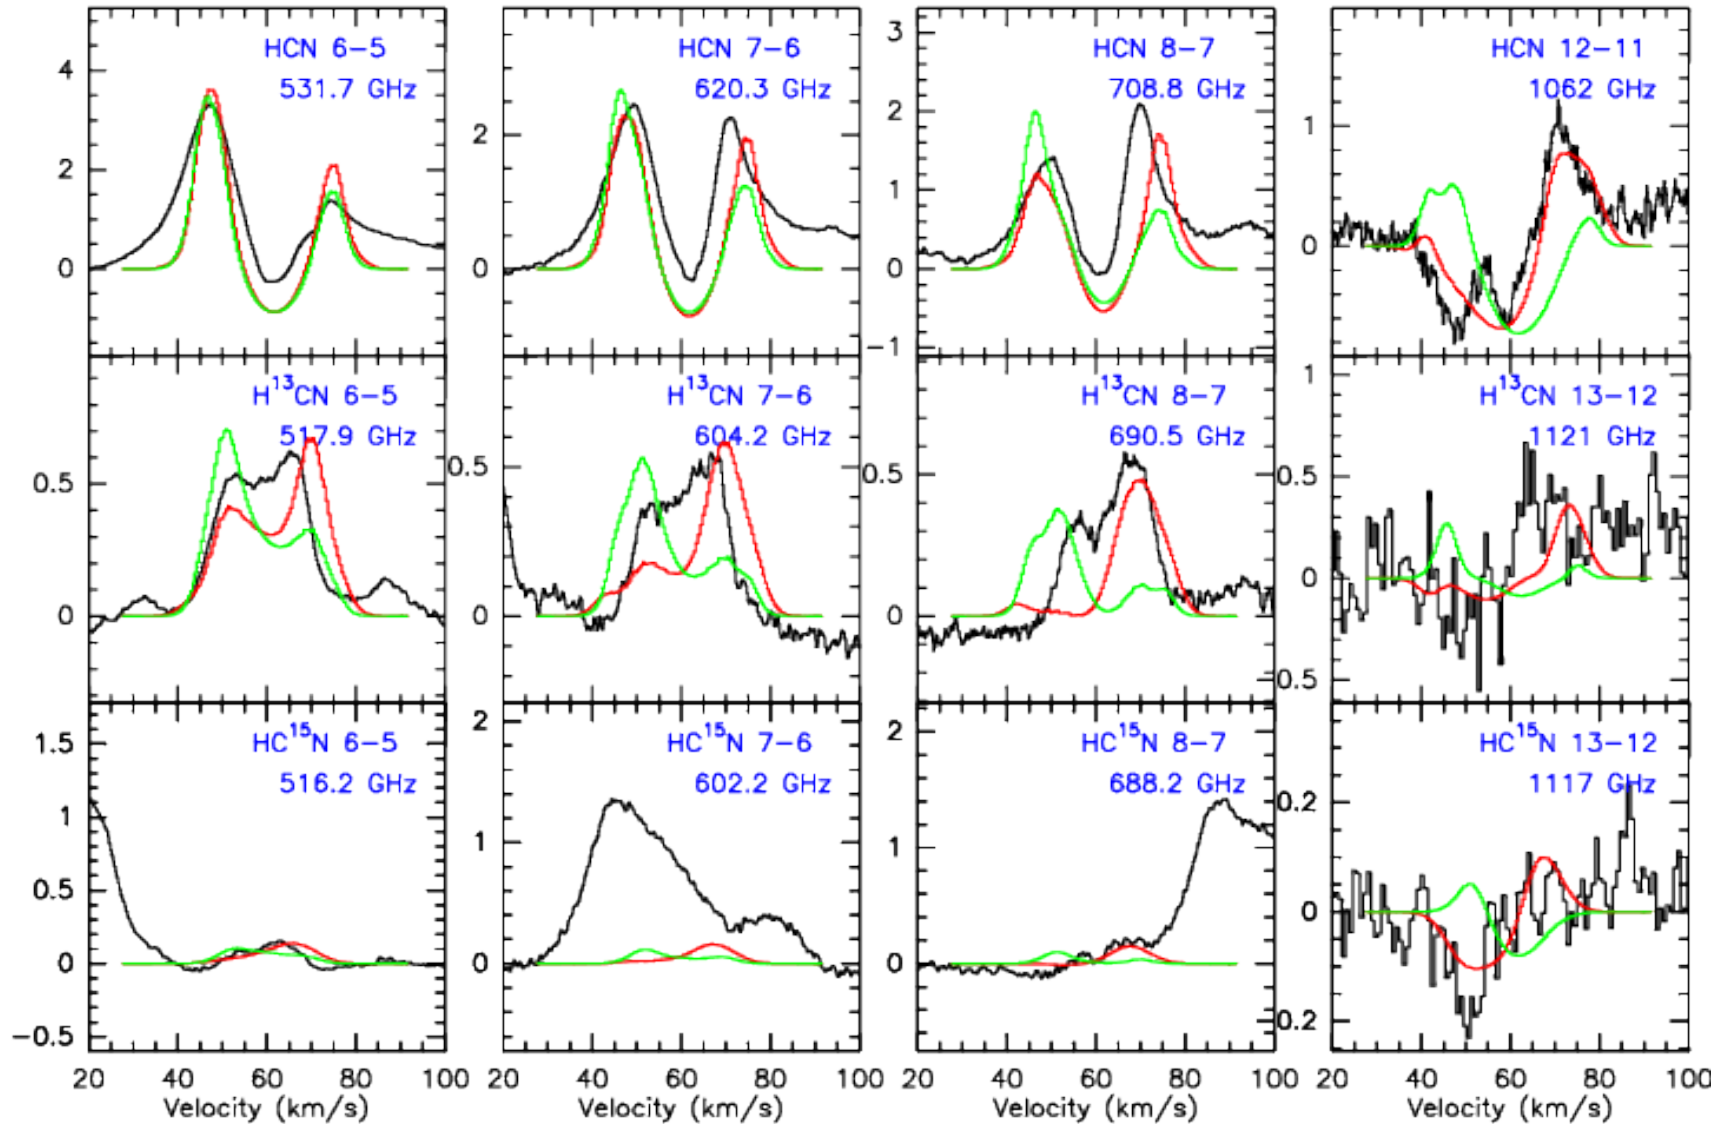 HCN 6−5
531.7 GHz
4
2
0
HCN 7−6
620.3 GHz
2
0
HCN 8−7
708.8 GHz
3
2
1
0
−1
HCN 12−11
1062 GHz
1
0
H¹³CN 6−5
517.9 GHz
0.5
0
H¹³CN 7−6
604.2 GHz
0.5
0
H¹³CN 8−7
690.5 GHz
0.5
0
H¹³CN 13−12
1121 GHz
1
0.5
0
0.5
HC¹⁵N 6−5
516.2 GHz
1.5
1
0.5
0
−0.5
HC¹⁵N 7−6
602.2 GHz
2
1
0
HC¹⁵N 8−7
688.2 GHz
2
1
0
HC¹⁵N 13−12
1117 GHz
0.2
0
0.2
20 40 60 80 100
20 40 60 80 100
20 40 60 80 100
20 40 60 80 100
Velocity (km/s)
Velocity (km/s)
Velocity (km/s)
Velocity (km/s)